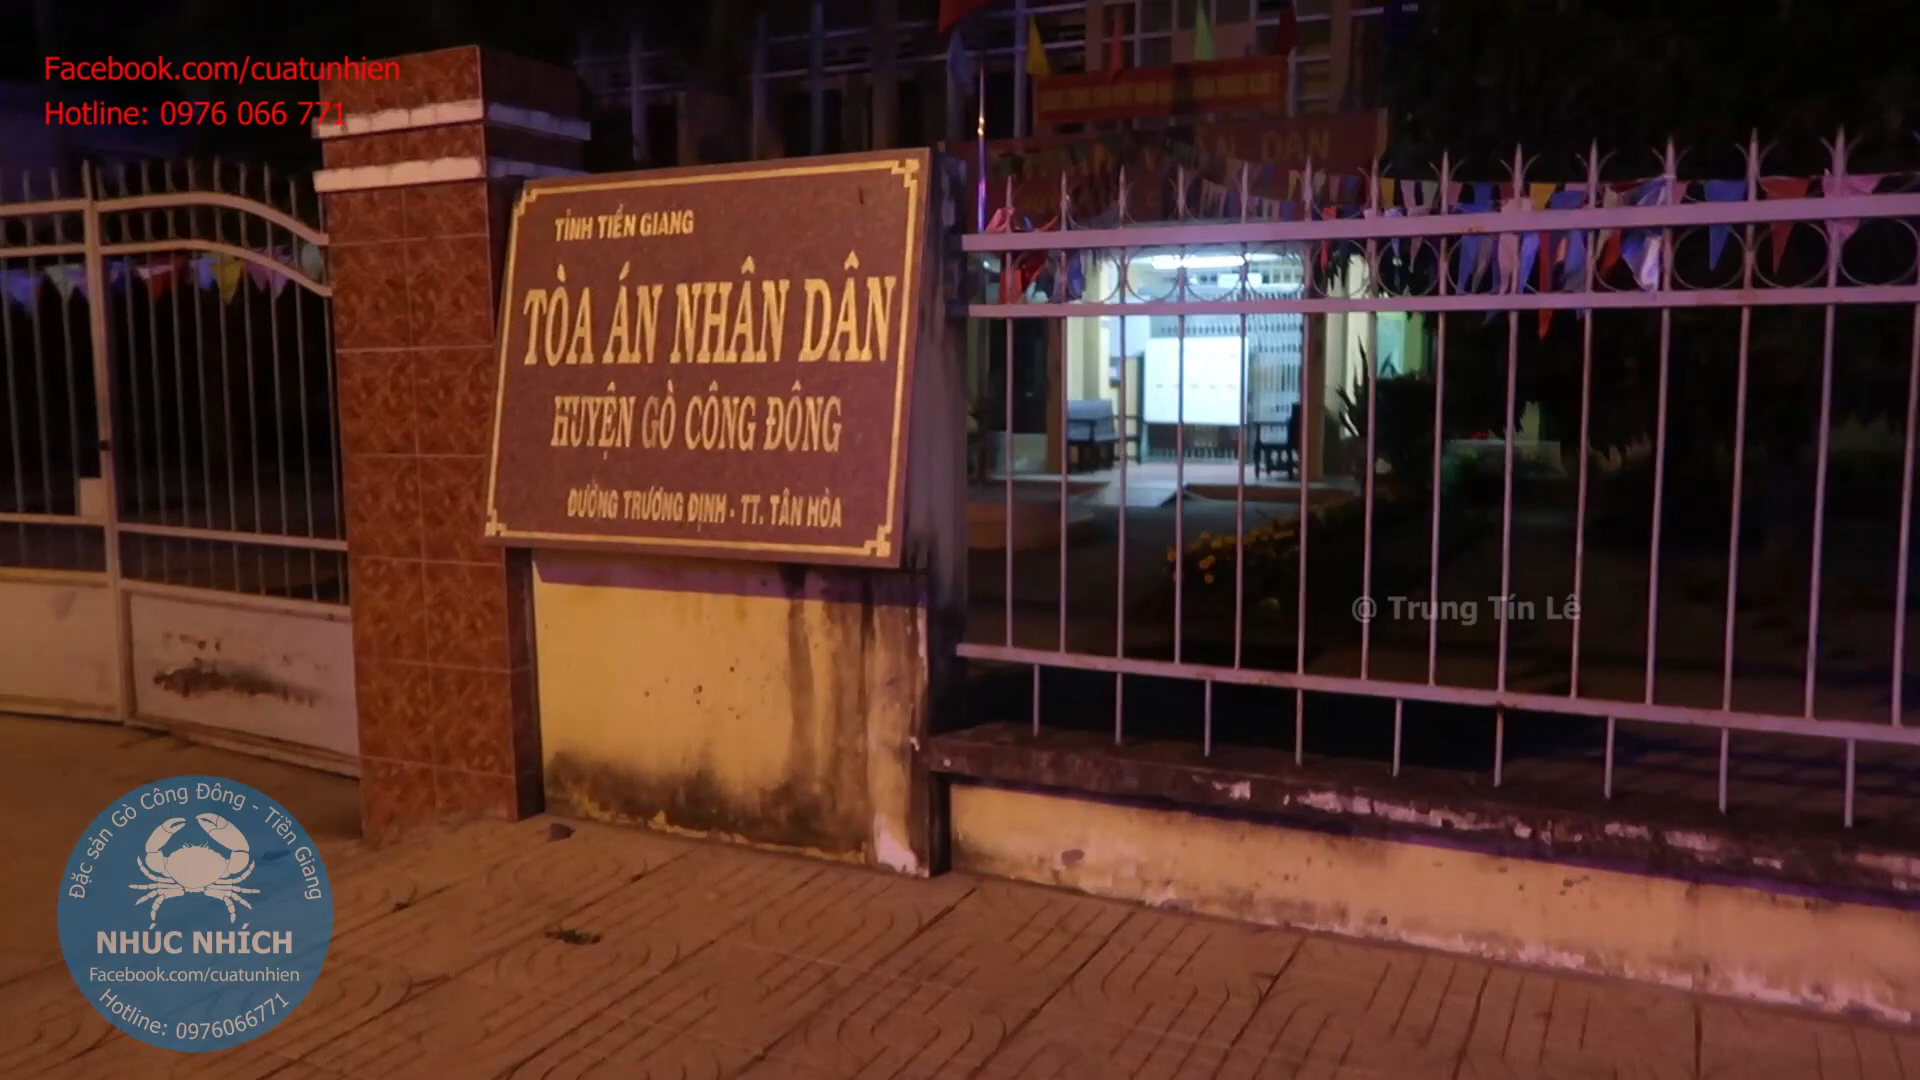 Facebook.com/cuatunhien
Hotline: 0976 066 771
TỈNH TIỀN GIANG
TÒA ÁN NHÂN DÂN
HUYỆN GÒ CÔNG ĐÔNG
ĐƯỜNG TRƯƠNG ĐỊNH - TT. TÂN HÒA
DÂN
@ Trung Tín Lê
Đặc sản Gò Công Đông - Tiền Giang
NHÚC NHÍCH
Facebook.com/cuatunhien
Hotline: 0976066771